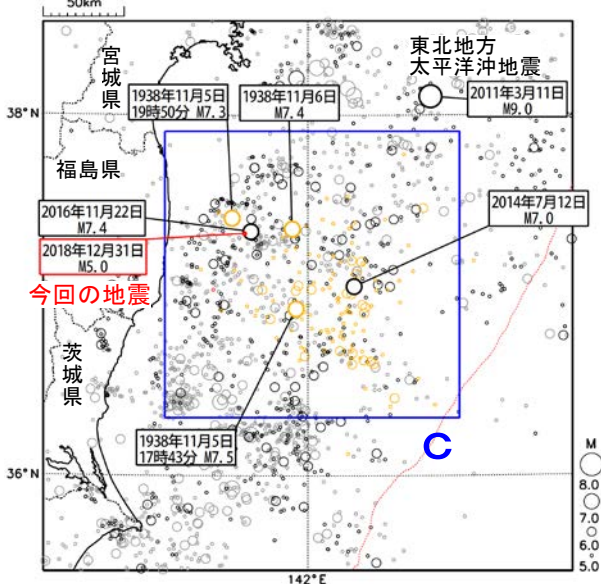 50km
東北地方
太平洋沖地震
宮城県
1938年11月5日
19時50分 M7.3
1938年11月6日
M7.4
2011年3月11日
M9.0
38°N
福島県
2016年11月22日
M7.4
2014年7月12日
M7.0
2018年12月31日
M5.0
今回の地震
茨城県
1938年11月5日
17時43分 M7.5
C
36°N
M
8.0
7.0
6.0
5.0
142°E